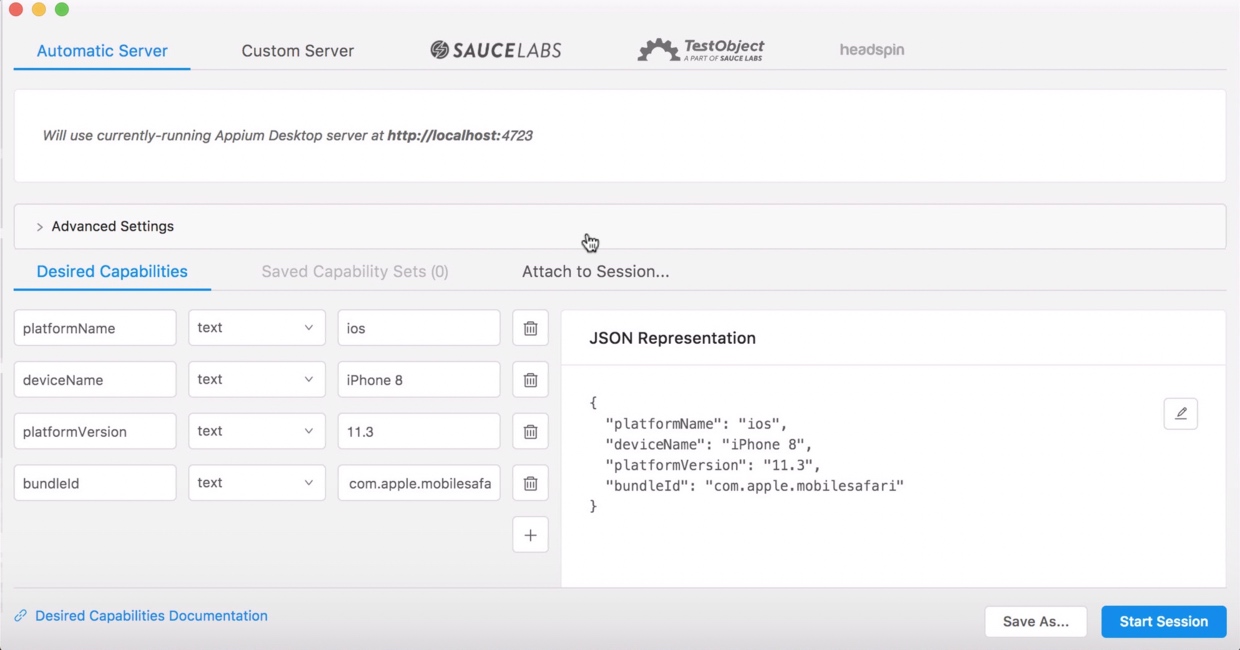 Automatic Server Custom Server SAUCELABS TestObject headspin
A PART OF SAUCE LABS
Will use currently-running Appium Desktop server at http://localhost:4723
Advanced Settings
Desired Capabilities Saved Capability Sets (0) Attach to Session...
platformName text ios
deviceName text iPhone 8
platformVersion text 11.3
bundleId text com.apple.mobilesafa
JSON Representation
{
"platformName": "ios",
"deviceName": "iPhone 8",
"platformVersion": "11.3",
"bundleId": "com.apple.mobilesafari"
}
Desired Capabilities Documentation
Save As... Start Session